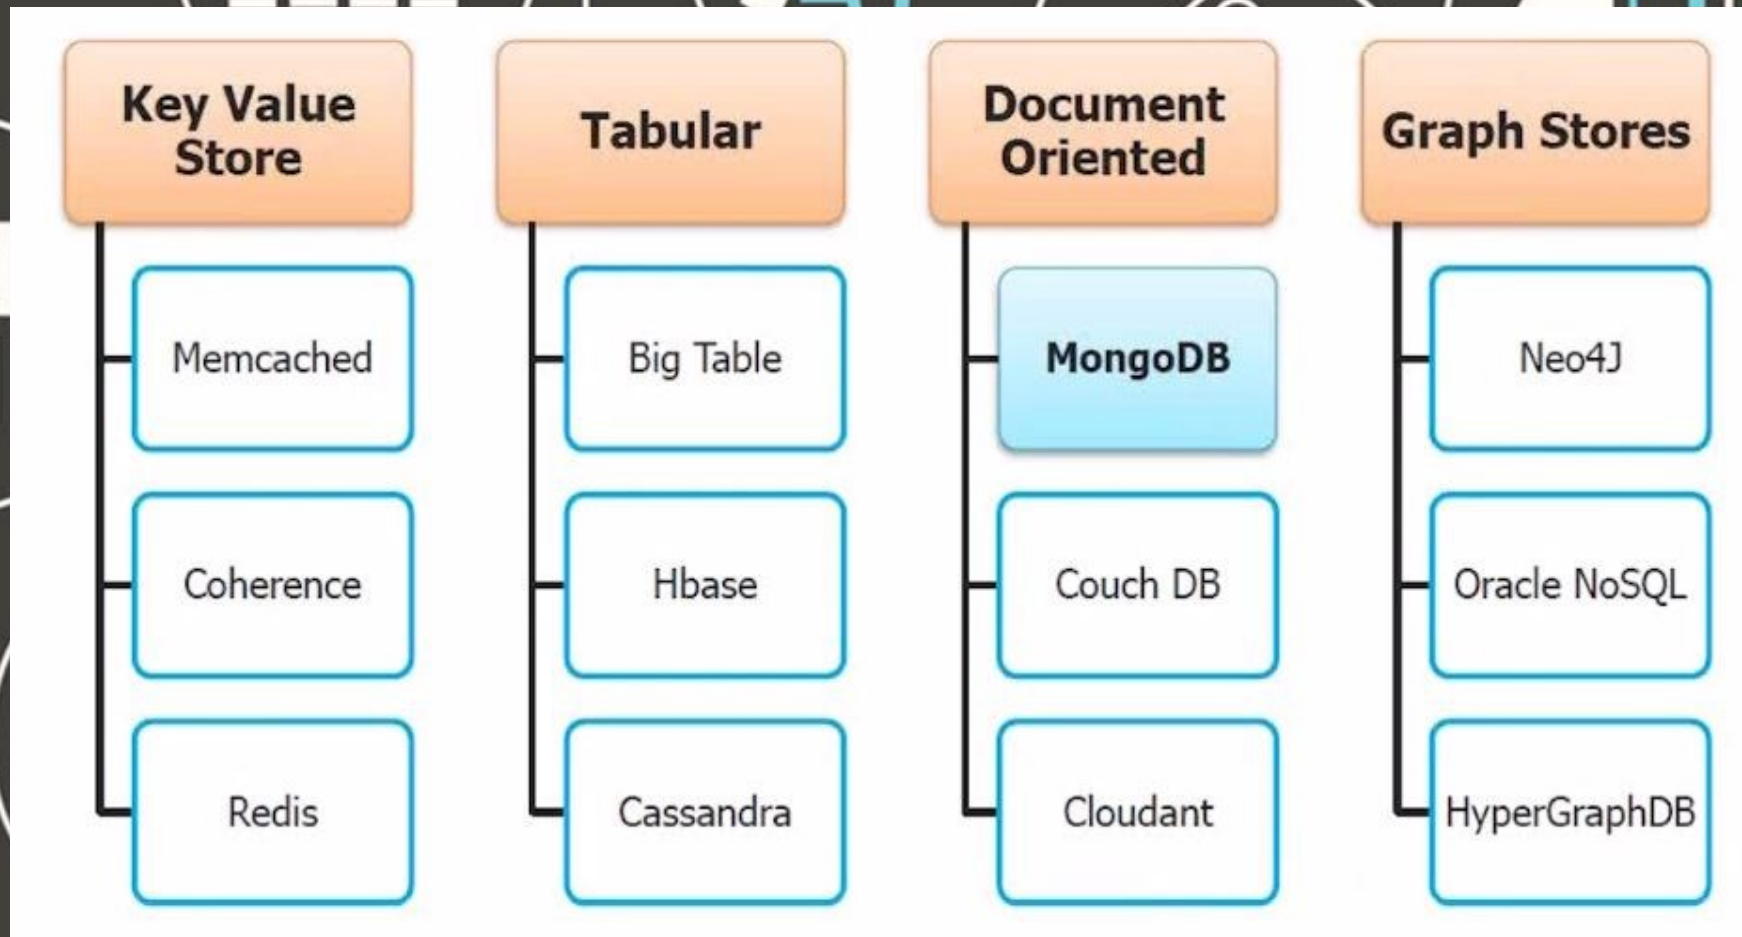 Key Value
Store
Memcached
Coherence
Redis
Tabular
Big Table
Hbase
Cassandra
Document
Oriented
MongoDB
Couch DB
Cloudant
Graph Stores
Neo4J
Oracle NoSQL
HyperGraphDB